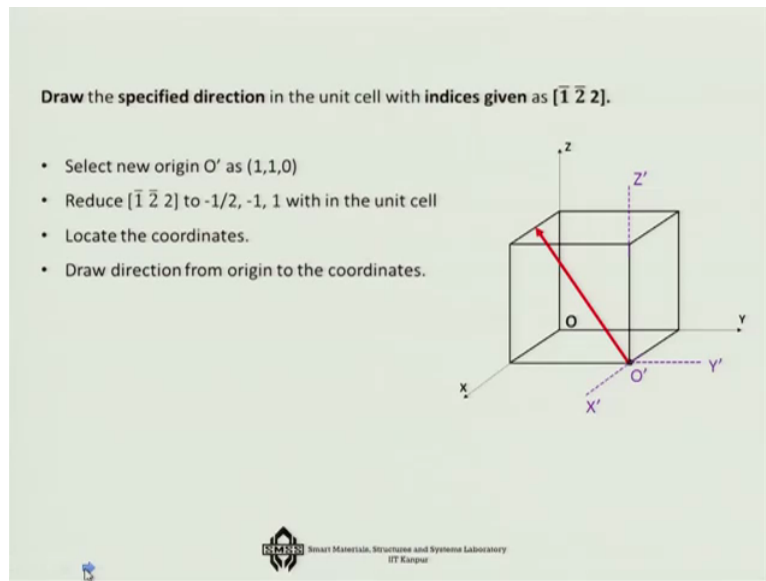 Draw the specified direction in the unit cell with indices given as [1̅ 2̅ 2].
• Select new origin O′ as (1,1,0)
• Reduce [1̅ 2̅ 2] to -1/2, -1, 1 with in the unit cell
• Locate the coordinates.
• Draw direction from origin to the coordinates.
Z
Z′
O
Y
Y′
O′
X
X′
SMSS
Smart Materials, Structures and Systems Laboratory
IIT Kanpur